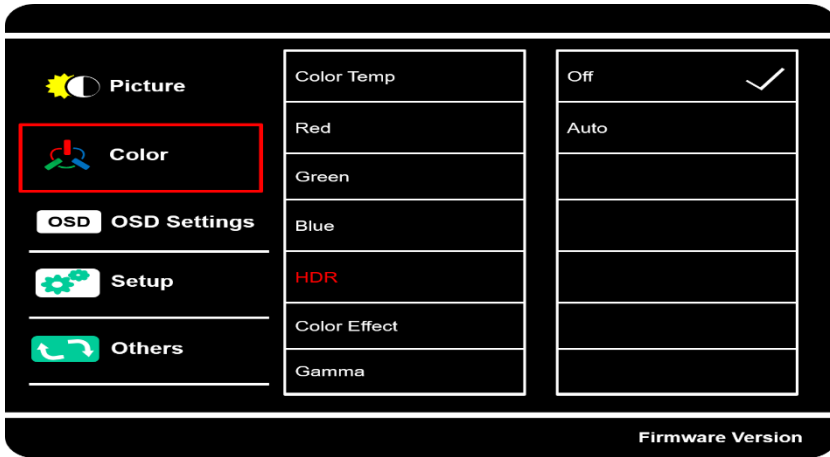 Picture
Color
OSD OSD Settings
Setup
Others
Color Temp
Red
Green
Blue
HDR
Color Effect
Gamma
Off
Auto
Firmware Version